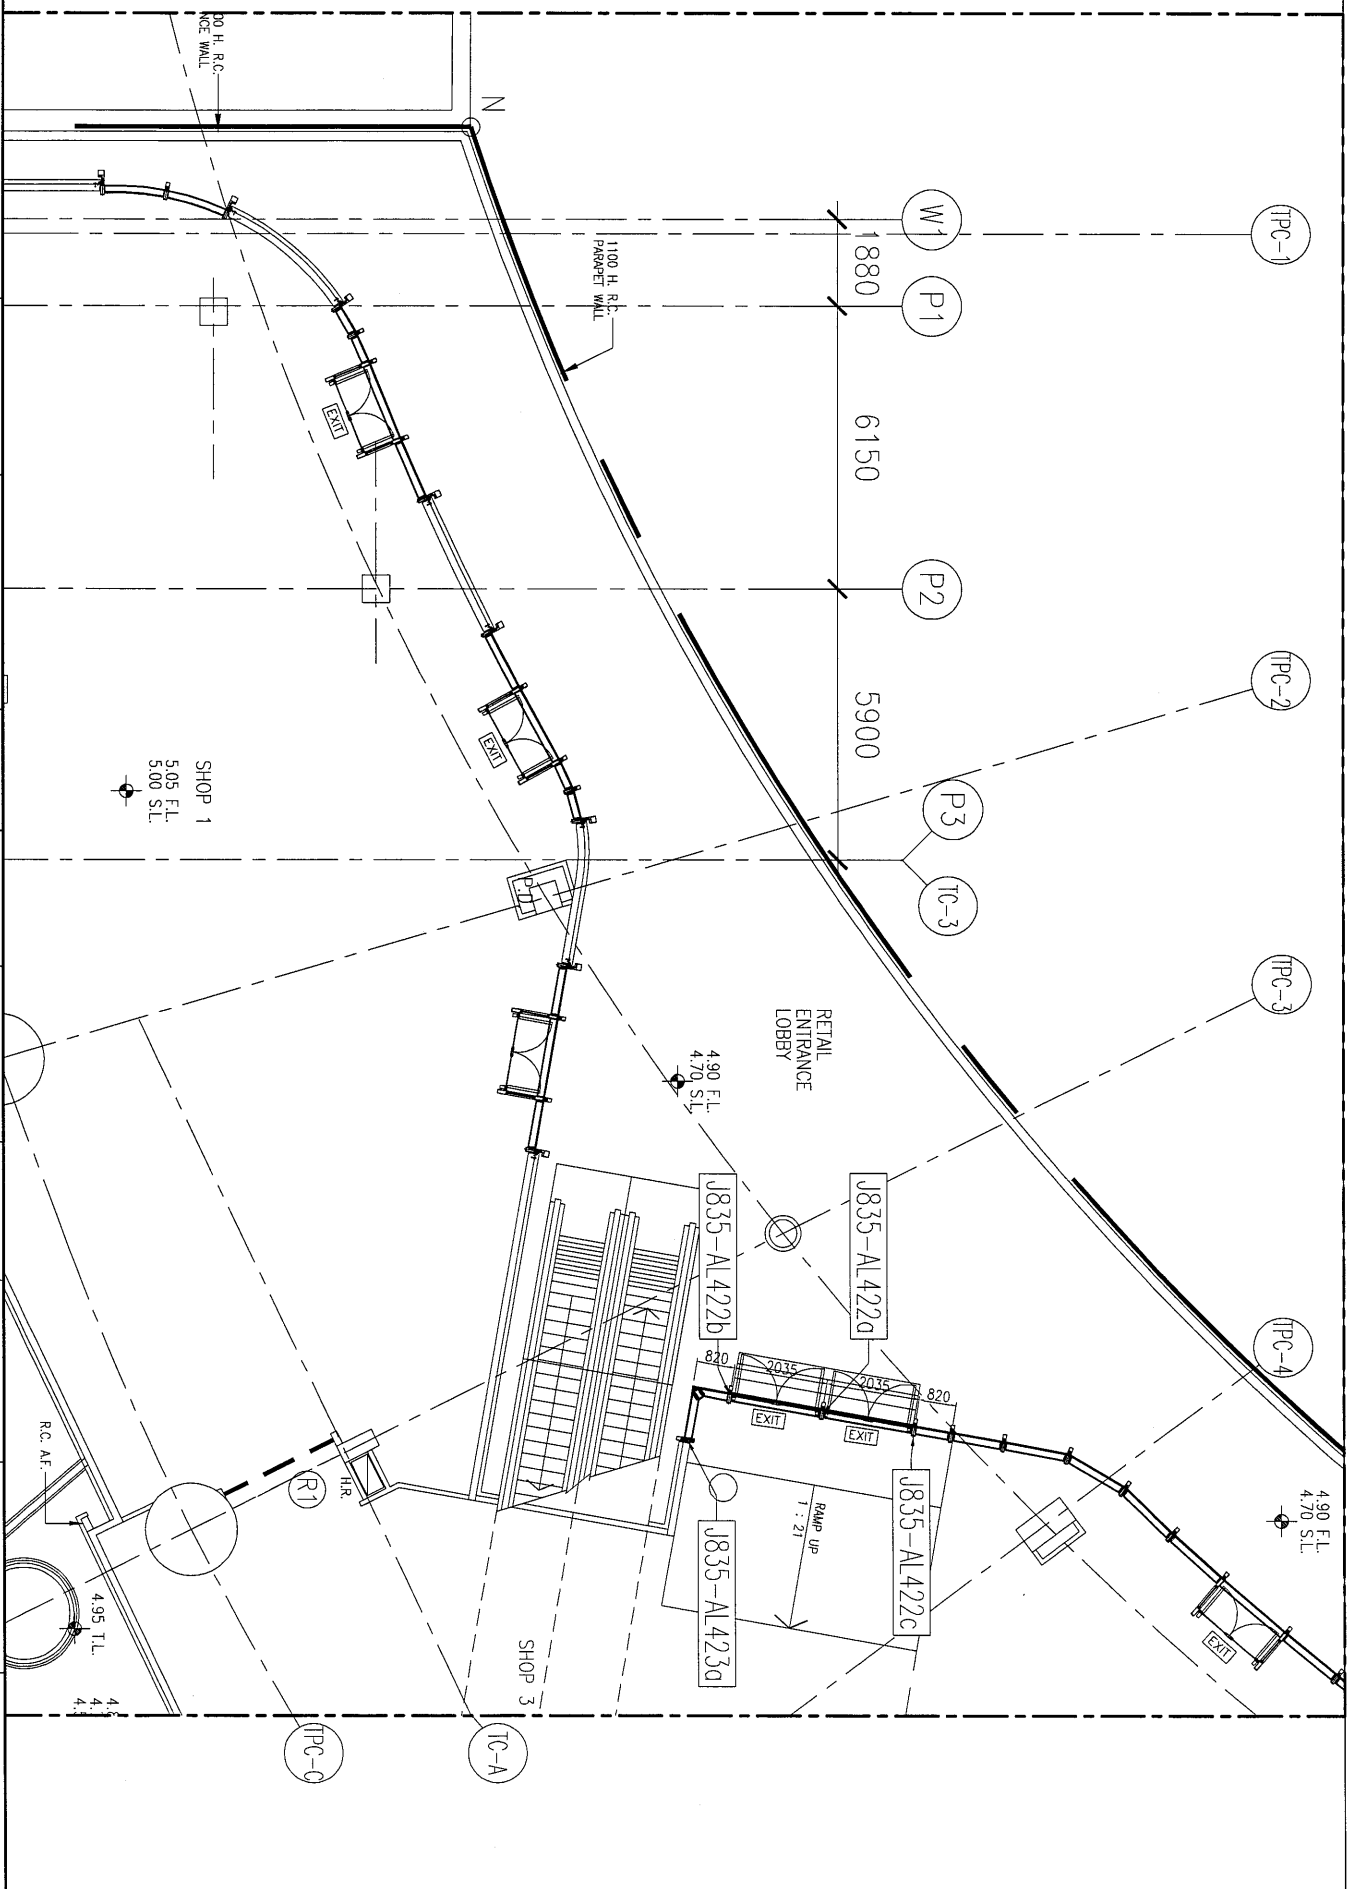 00 H. R.C.
NCE WALL
N
1100 H. R.C.
PARAPET WALL
W1
P1
P2
P3
TC-3
TPC-1
TPC-2
TPC-3
TPC-4
1880
6150
5900
EXIT
EXIT
SHOP 1
5.05 F.L.
5.00 S.L.
P.D.
RETAIL
ENTRANCE
LOBBY
4.90 F.L.
4.70 S.L.
J835-AL422b
J835-AL422a
820
2035
2035
820
EXIT
EXIT
J835-AL422c
J835-AL423a
RAMP UP
1 : 21
4.90 F.L.
4.70 S.L.
EXIT
H.R.
R1
R.C. A.F.
4.95 T.L.
SHOP 3
TC-A
TPC-C